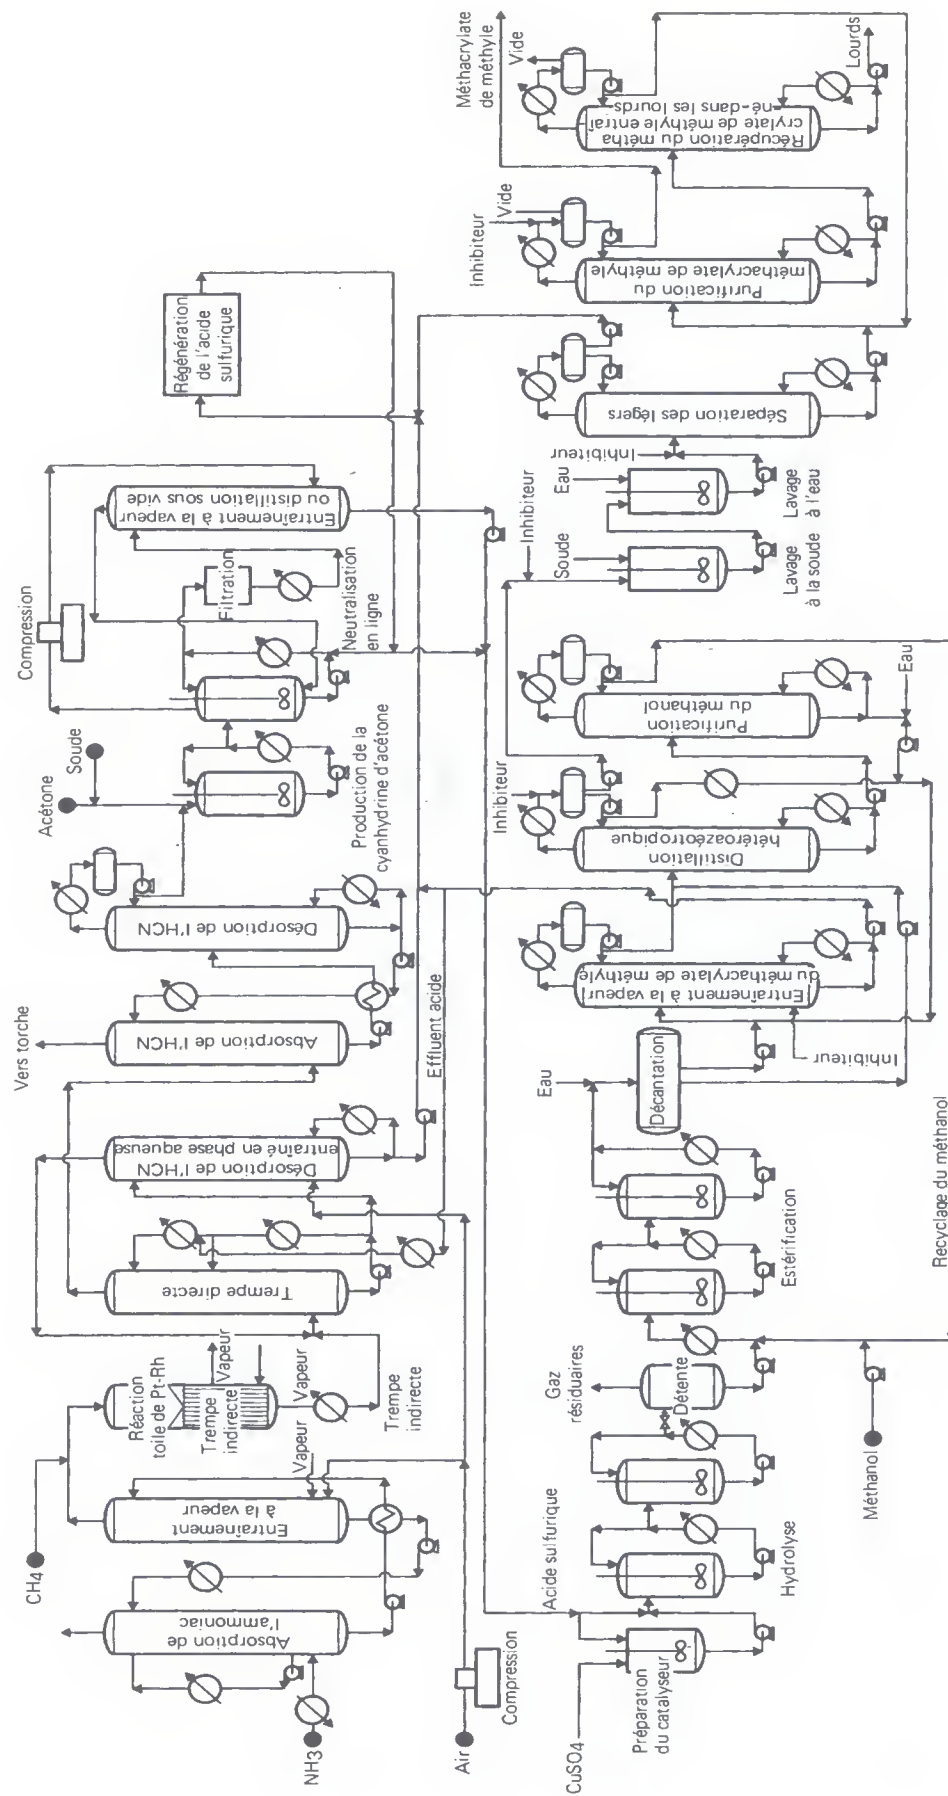 CH4
NH3
Absorption de
l'ammoniac
Entraînement
à la vapeur
Vapeur
Réaction
toile de Pt-Rh
Trempe
indirecte
Vapeur
Vapeur
Trempe
indirecte
Trempe directe
Désorption de l'HCN
entraîné en phase aqueuse
Vers torche
Absorption de l'HCN
Désorption de l'HCN
Effluent acide
Acétone
Soude
Production de la
cyanhydrine d'acétone
Compression
Filtration
Neutralisation
en ligne
Entraînement à la vapeur
ou distillation sous vide
Régénération
de l'acide
sulfurique
Air
Compression
CuSO4
Préparation
du catalyseur
Acide sulfurique
Hydrolyse
Gaz
résiduaires
Détente
Méthanol
Estérification
Eau
Décantation
Inhibiteur
Entraînement à la vapeur
du méthacrylate de méthyle
Inhibiteur
Distillation
hétéroazéotropique
Purification
du méthanol
Eau
Recyclage du méthanol
Inhibiteur
Soude
Lavage
à la soude
Eau
Lavage
à l'eau
Inhibiteur
Séparation des légers
Inhibiteur
Vide
Purification du
méthacrylate de méthyle
Méthacrylate
de méthyle
Vide
Récupération du métha
crylate de méthyle entraî
né-dans les lourds
Lourds